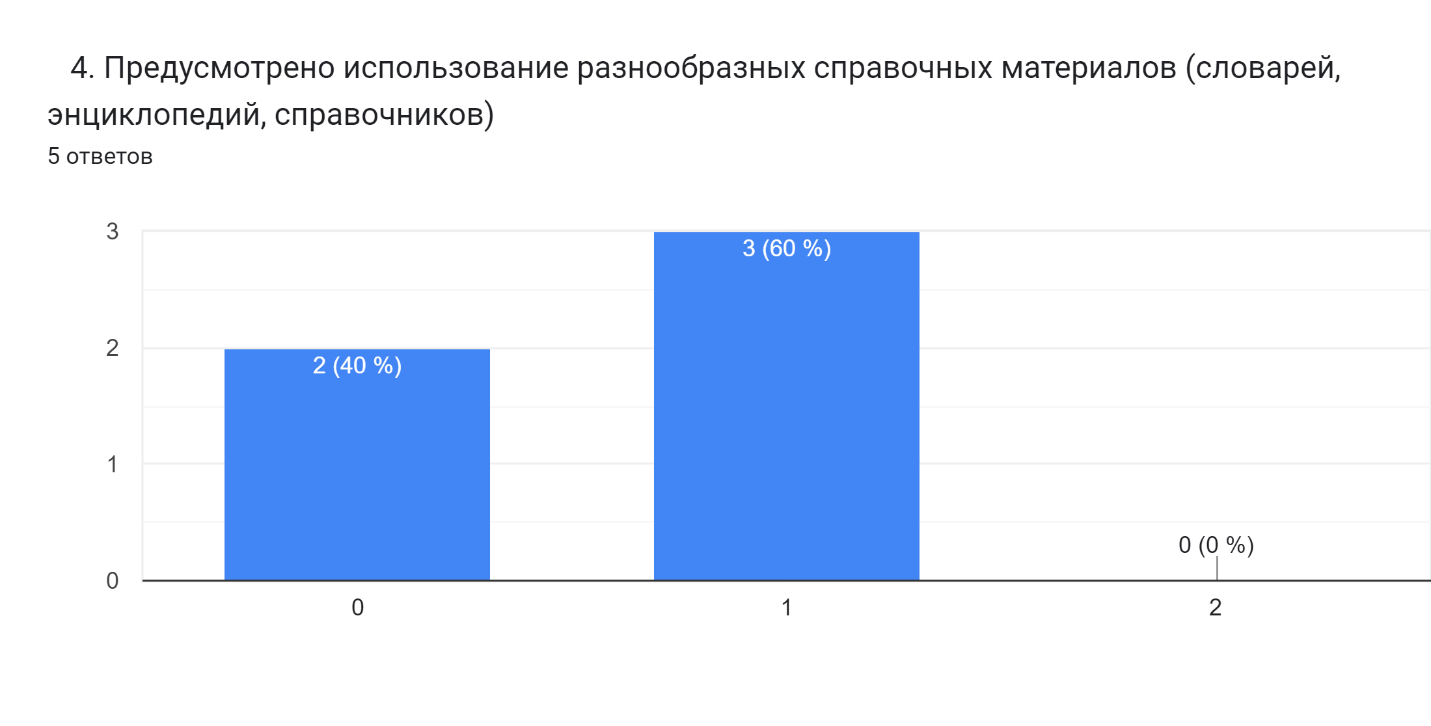 4. Предусмотрено использование разнообразных справочных материалов (словарей,
энциклопедий, справочников)
5 ответов
3
3 (60 %)
2
2 (40 %)
1
0 (0 %)
0
0
1
2